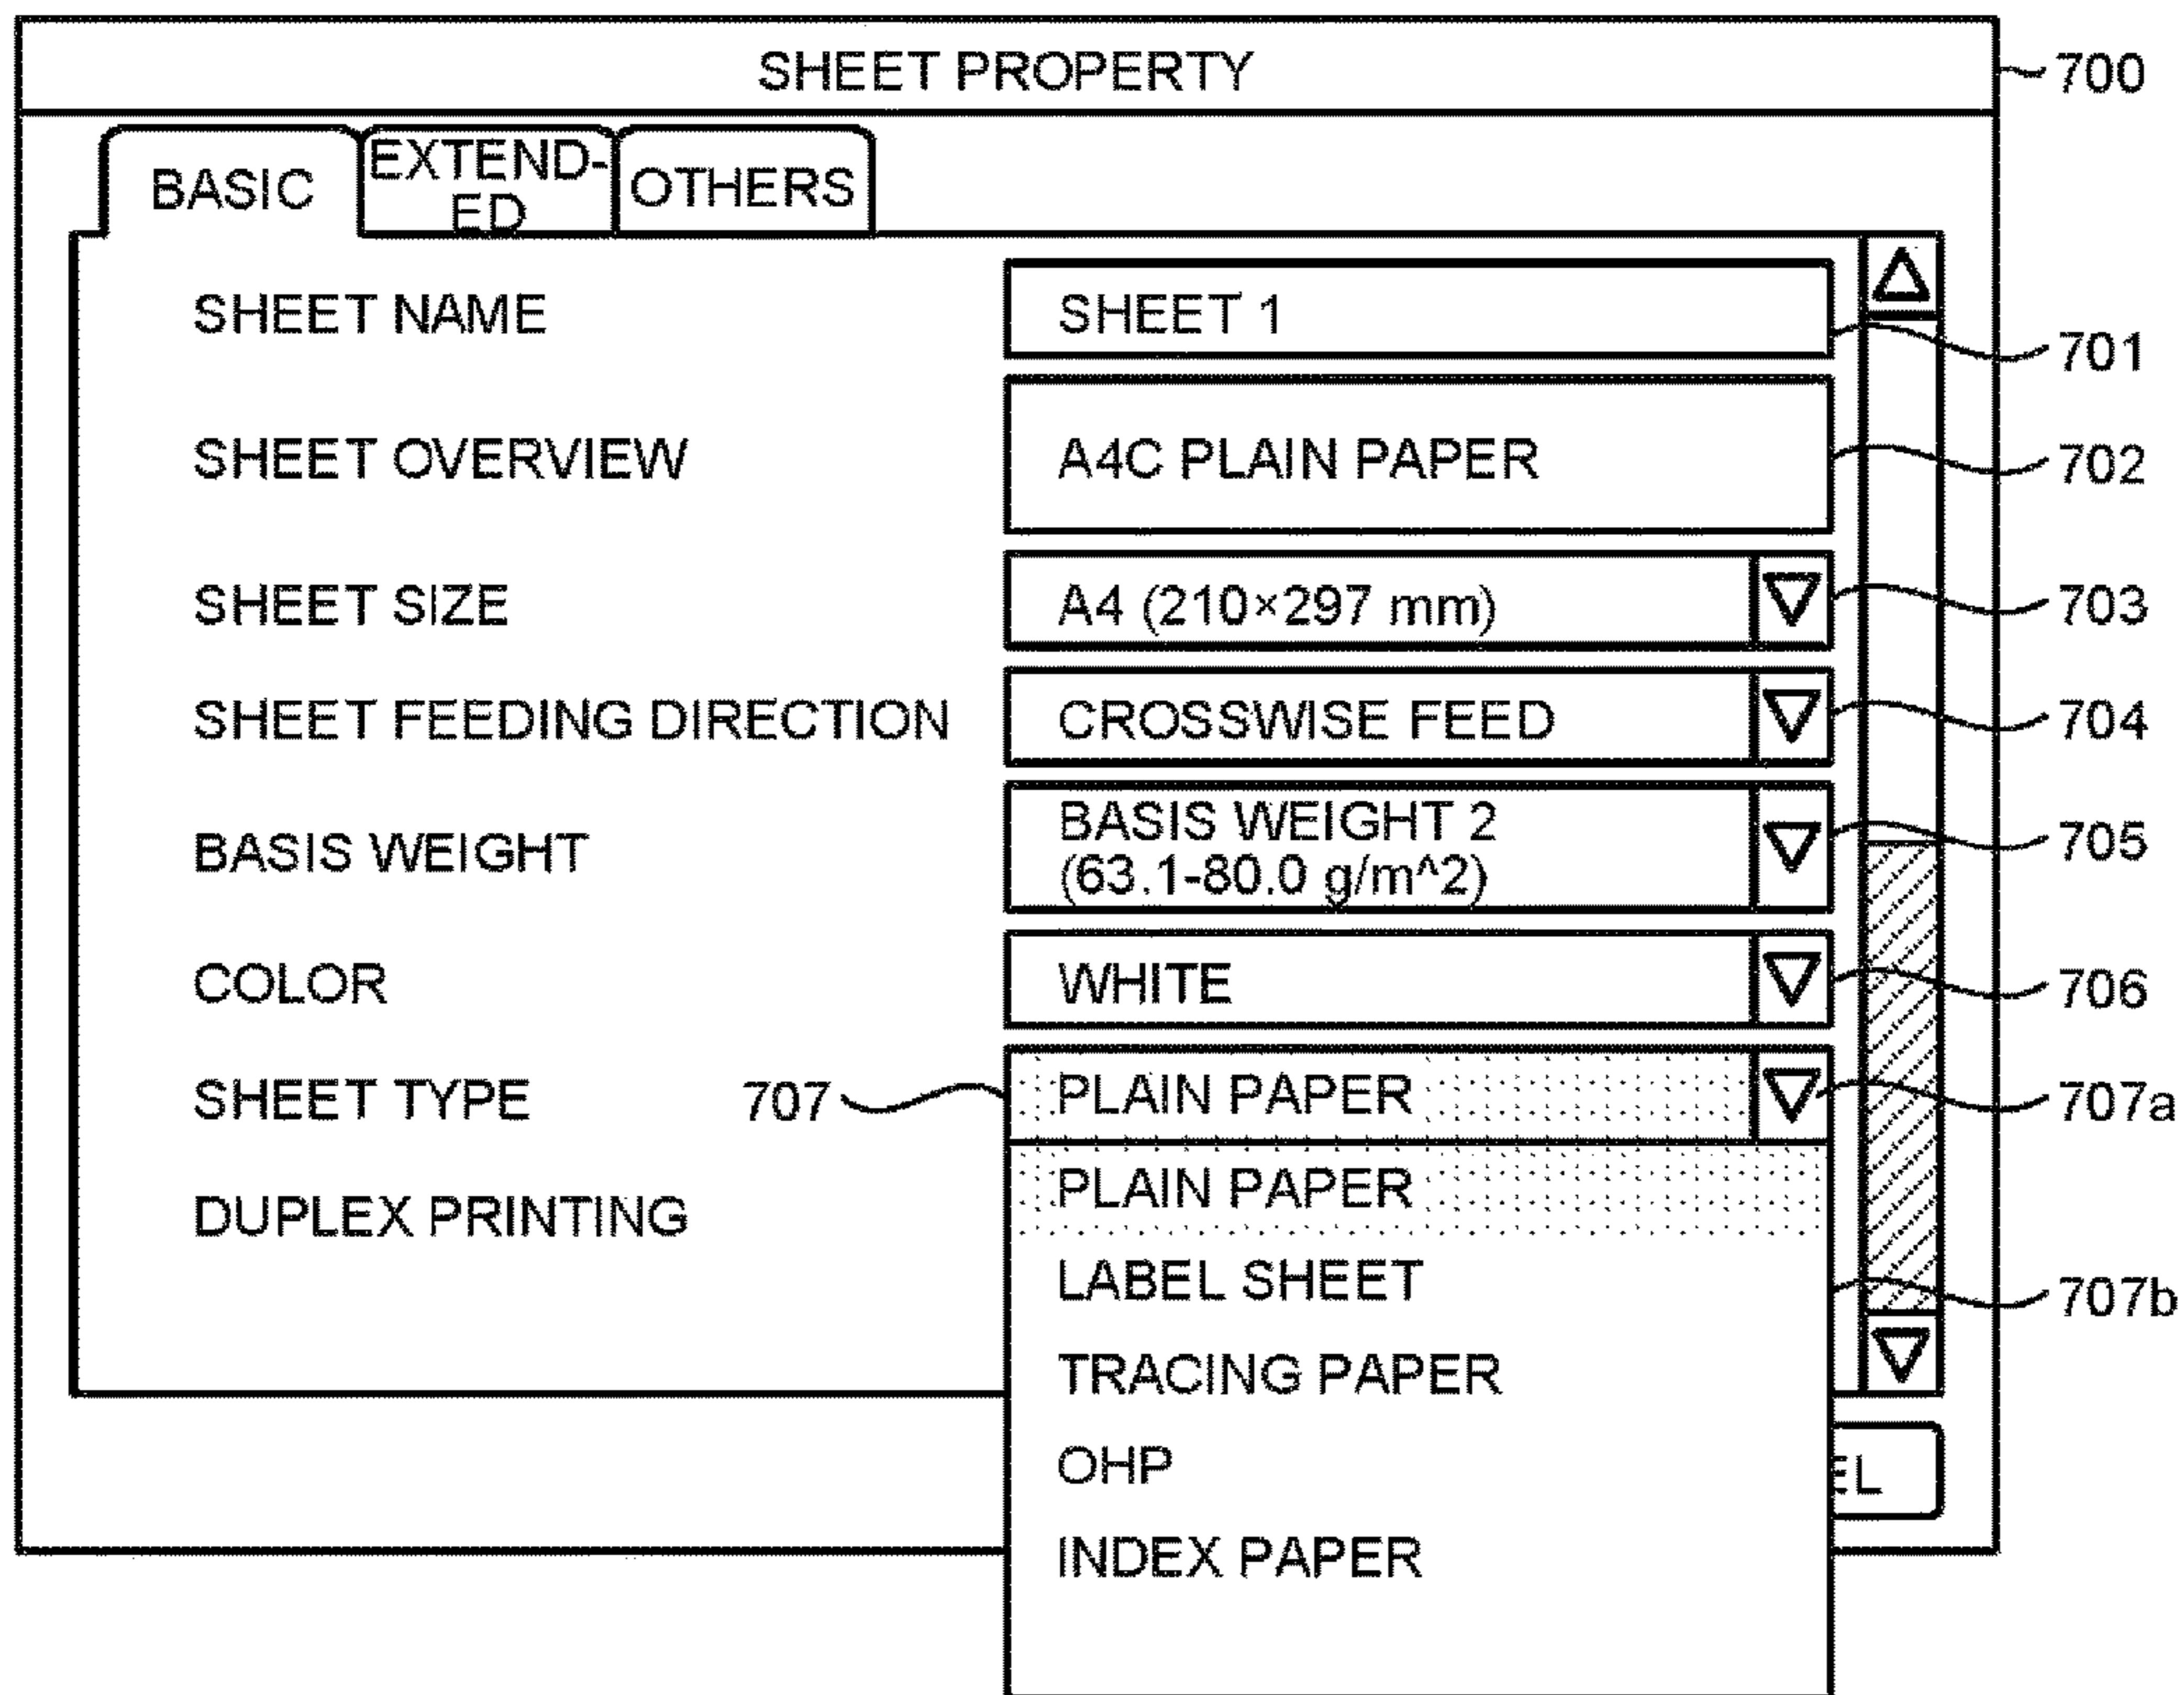 SHEET PROPERTY
700
BASIC
EXTEND-
ED
OTHERS
SHEET NAME
SHEET 1
701
SHEET OVERVIEW
A4C PLAIN PAPER
702
SHEET SIZE
A4 (210×297 mm)
703
SHEET FEEDING DIRECTION
CROSSWISE FEED
704
BASIS WEIGHT
BASIS WEIGHT 2
(63.1-80.0 g/m^2)
705
COLOR
WHITE
706
SHEET TYPE
707
PLAIN PAPER
707a
PLAIN PAPER
DUPLEX PRINTING
LABEL SHEET
707b
TRACING PAPER
OHP
EL
INDEX PAPER